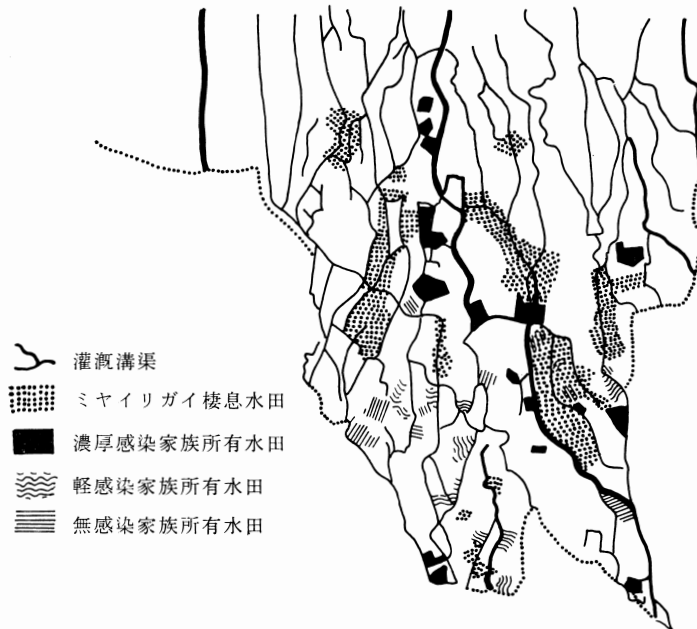 灌漑溝渠
ミヤイリガイ棲息水田
濃厚感染家族所有水田
軽感染家族所有水田
無感染家族所有水田